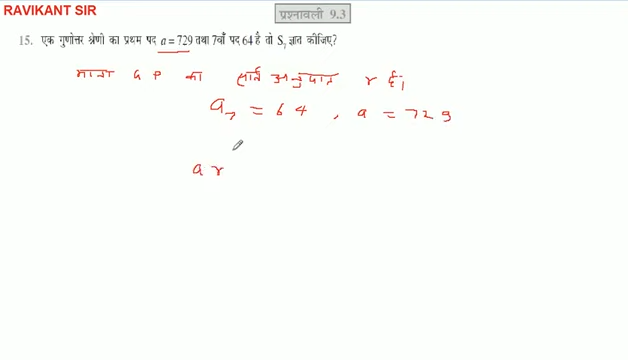 RAVIKANT SIR
प्रश्नावली 9.3
15. एक गुणोत्तर श्रेणी का प्रथम पद a = 729 तथा 7वाँ पद 64 है तो S₇ ज्ञात कीजिए?
माना G P का सार्व अनुपात r है।
a₇ = 64 , a = 729
a r